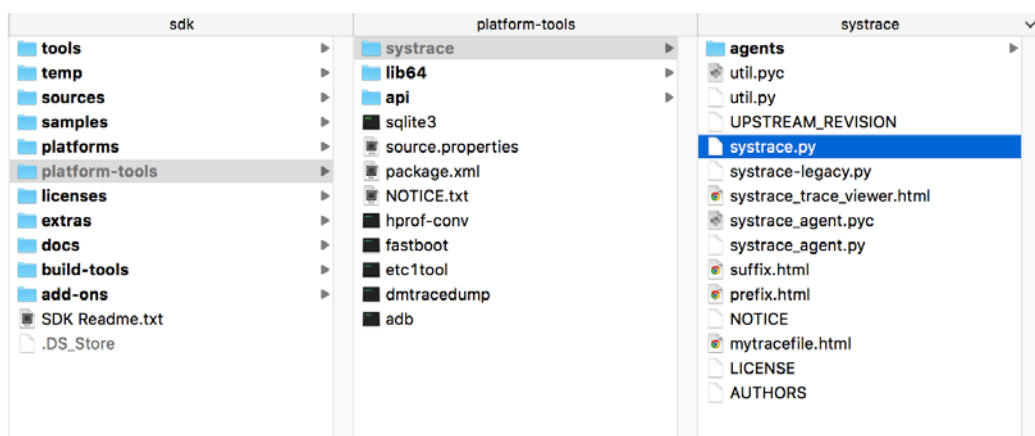 sdk
tools
temp
sources
samples
platforms
platform-tools
licenses
extras
docs
build-tools
add-ons
SDK Readme.txt
.DS_Store
platform-tools
systrace
lib64
api
sqlite3
source.properties
package.xml
NOTICE.txt
hprof-conv
fastboot
etc1tool
dmtracedump
adb
systrace
agents
util.pyc
util.py
UPSTREAM_REVISION
systrace.py
systrace-legacy.py
systrace_trace_viewer.html
systrace_agent.pyc
systrace_agent.py
suffix.html
prefix.html
NOTICE
mytracefile.html
LICENSE
AUTHORS